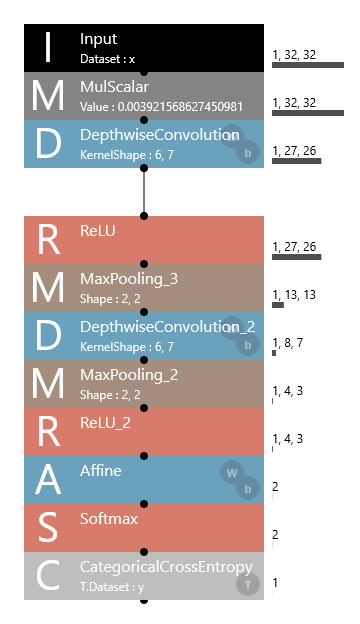 I Input 1, 32, 32
Dataset : x
M MulScalar 1, 32, 32
Value : 0.003921568627450981
D DepthwiseConvolution W 1, 27, 26
KernelShape : 6, 7 b
R ReLU 1, 27, 26
M MaxPooling_3 1, 13, 13
Shape : 2, 2
D DepthwiseConvolution_2 W 1, 8, 7
KernelShape : 6, 7 b
M MaxPooling_2 1, 4, 3
Shape : 2, 2
R ReLU_2 1, 4, 3
A Affine W 2
b
S Softmax 2
C CategoricalCrossEntropy 1
T.Dataset : y T